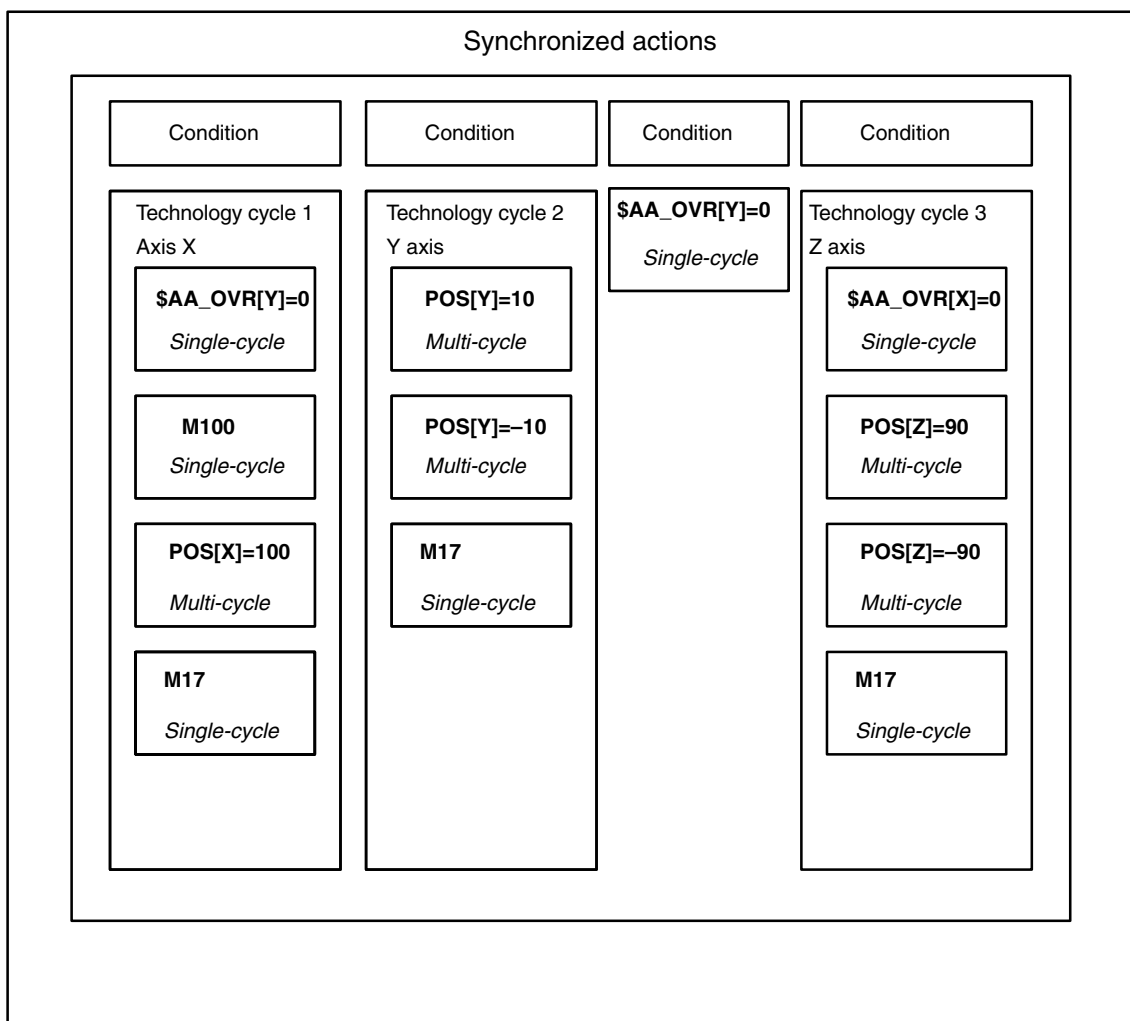 Synchronized actions
Condition
Condition
Condition
Condition
Technology cycle 1
Axis X
$AA_OVR[Y]=0
Single-cycle
M100
Single-cycle
POS[X]=100
Multi-cycle
M17
Single-cycle
Technology cycle 2
Y axis
POS[Y]=10
Multi-cycle
POS[Y]=–10
Multi-cycle
M17
Single-cycle
$AA_OVR[Y]=0
Single-cycle
Technology cycle 3
Z axis
$AA_OVR[X]=0
Single-cycle
POS[Z]=90
Multi-cycle
POS[Z]=–90
Multi-cycle
M17
Single-cycle